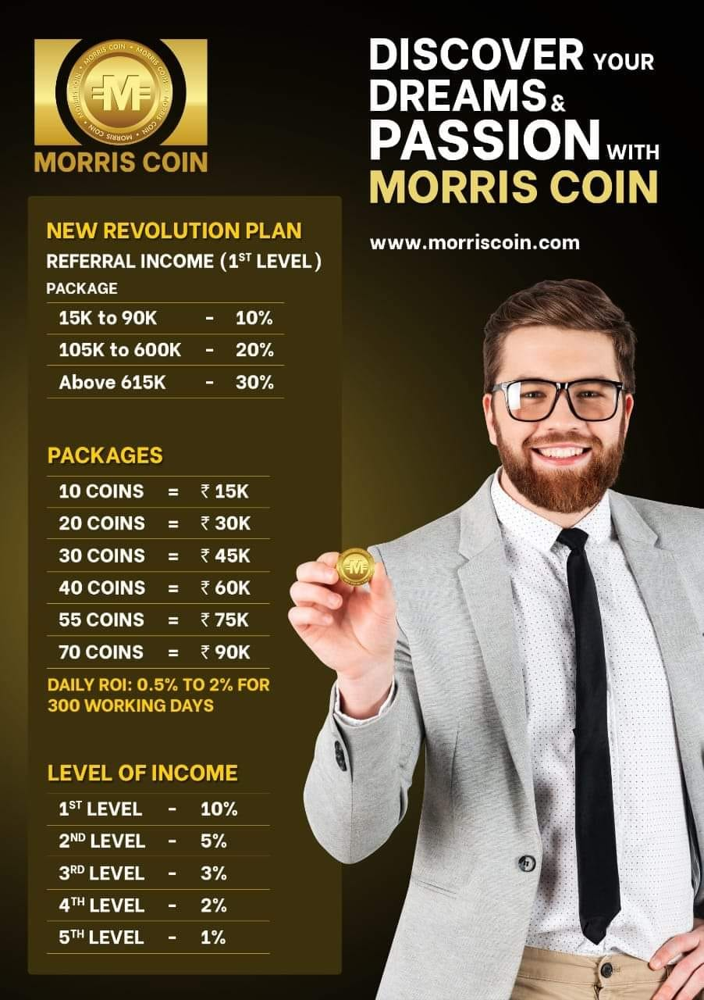 MORRIS COIN • MORRIS COIN • MORRIS COIN • MORRIS COIN •
M
MORRIS COIN
DISCOVER YOUR
DREAMS &
PASSION WITH
MORRIS COIN
www.morriscoin.com
NEW REVOLUTION PLAN
REFERRAL INCOME (1ST LEVEL)
PACKAGE
15K to 90K - 10%
105K to 600K - 20%
Above 615K - 30%
PACKAGES
10 COINS = ₹ 15K
20 COINS = ₹ 30K
30 COINS = ₹ 45K
40 COINS = ₹ 60K
55 COINS = ₹ 75K
70 COINS = ₹ 90K
DAILY ROI: 0.5% TO 2% FOR
300 WORKING DAYS
LEVEL OF INCOME
1ST LEVEL - 10%
2ND LEVEL - 5%
3RD LEVEL - 3%
4TH LEVEL - 2%
5TH LEVEL - 1%
M